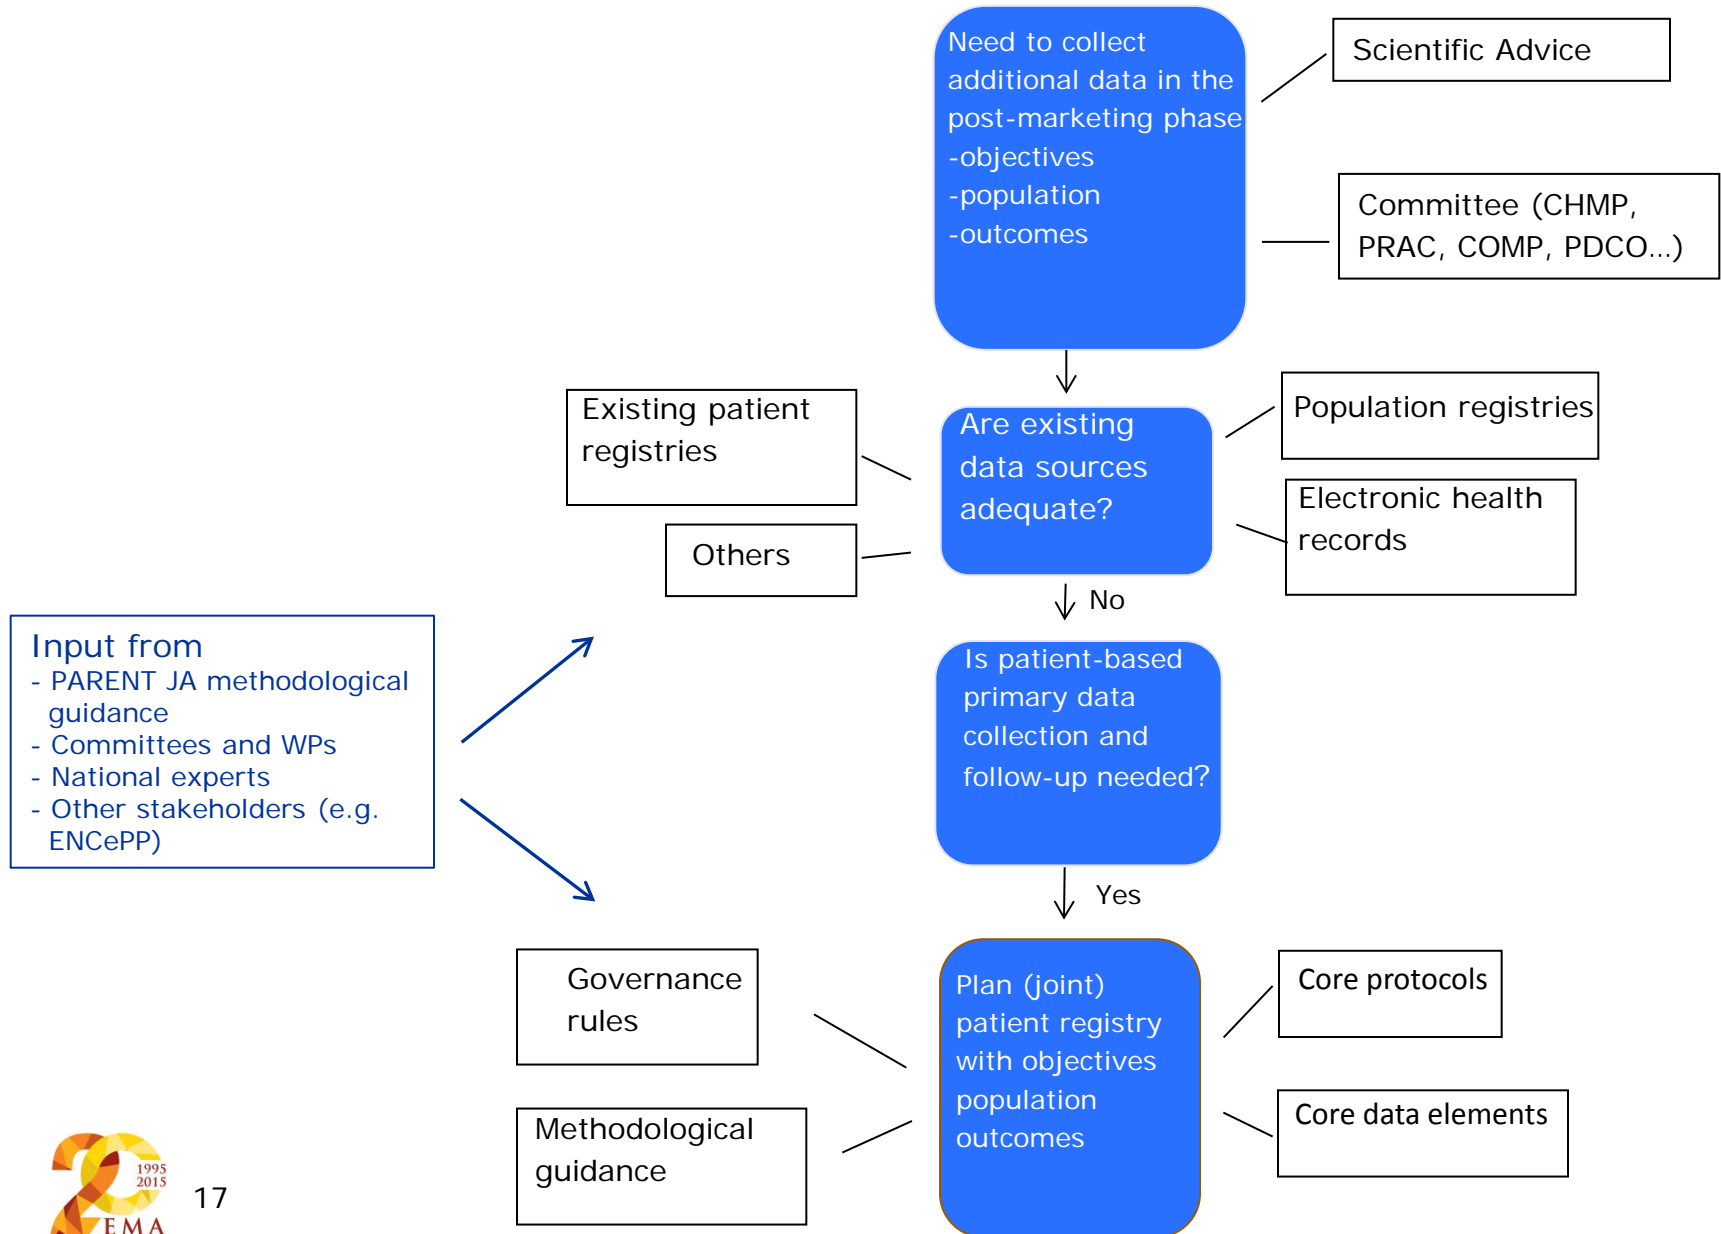 Need to collect
additional data in the
post-marketing phase
-objectives
-population
-outcomes
Scientific Advice
Committee (CHMP,
PRAC, COMP, PDCO...)
Existing patient
registries
Others
Are existing
data sources
adequate?
Population registries
Electronic health
records
No
Input from
- PARENT JA methodological
guidance
- Committees and WPs
- National experts
- Other stakeholders (e.g.
ENCePP)
Is patient-based
primary data
collection and
follow-up needed?
Yes
Governance
rules
Methodological
guidance
Plan (joint)
patient registry
with objectives
population
outcomes
Core protocols
Core data elements
1995
2015
EMA
17